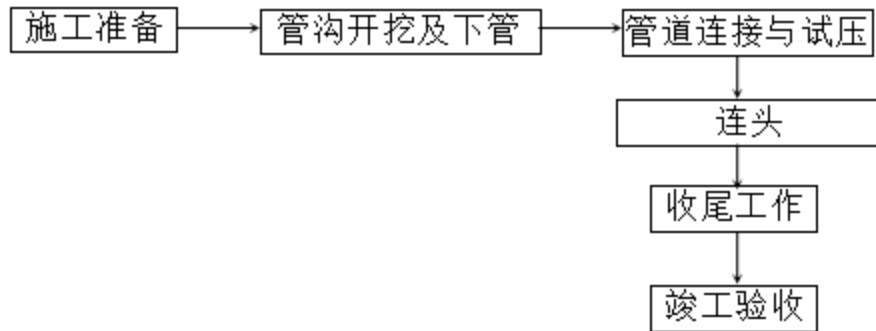 施工准备
管沟开挖及下管
管道连接与试压
连头
收尾工作
竣工验收